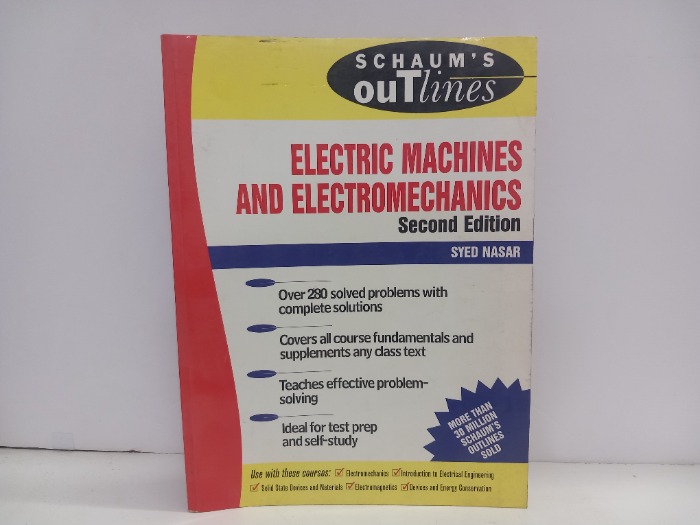 SCHAUM'S
ouTlines
ELECTRIC MACHINES
AND ELECTROMECHANICS
Second Edition
SYED NASAR
Over 280 solved problems with
complete solutions
Covers all course fundamentals and
supplements any class text
Teaches effective problem-
solving
Ideal for test prep
and self-study
MORE THAN
30 MILLION
SCHAUM'S
OUTLINES
SOLD
Use with these courses: Electromechanics Introduction to Electrical Engineering
Solid State Devices and Materials Electromagnetics Devices and Energy Conservation